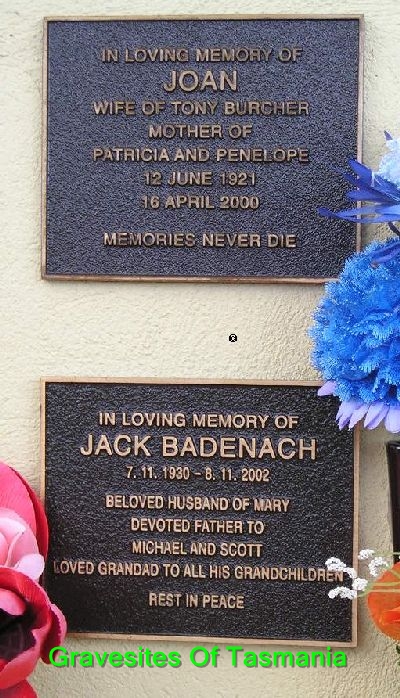 IN LOVING MEMORY OF
JOAN
WIFE OF TONY BURCHER
MOTHER OF
PATRICIA AND PENELOPE
12 JUNE 1921
16 APRIL 2000
MEMORIES NEVER DIE
IN LOVING MEMORY OF
JACK BADENACH
7. 11. 1930 – 8. 11. 2002
BELOVED HUSBAND OF MARY
DEVOTED FATHER TO
MICHAEL AND SCOTT
LOVED GRANDAD TO ALL HIS GRANDCHILDREN
REST IN PEACE
Gravesites Of Tasmania